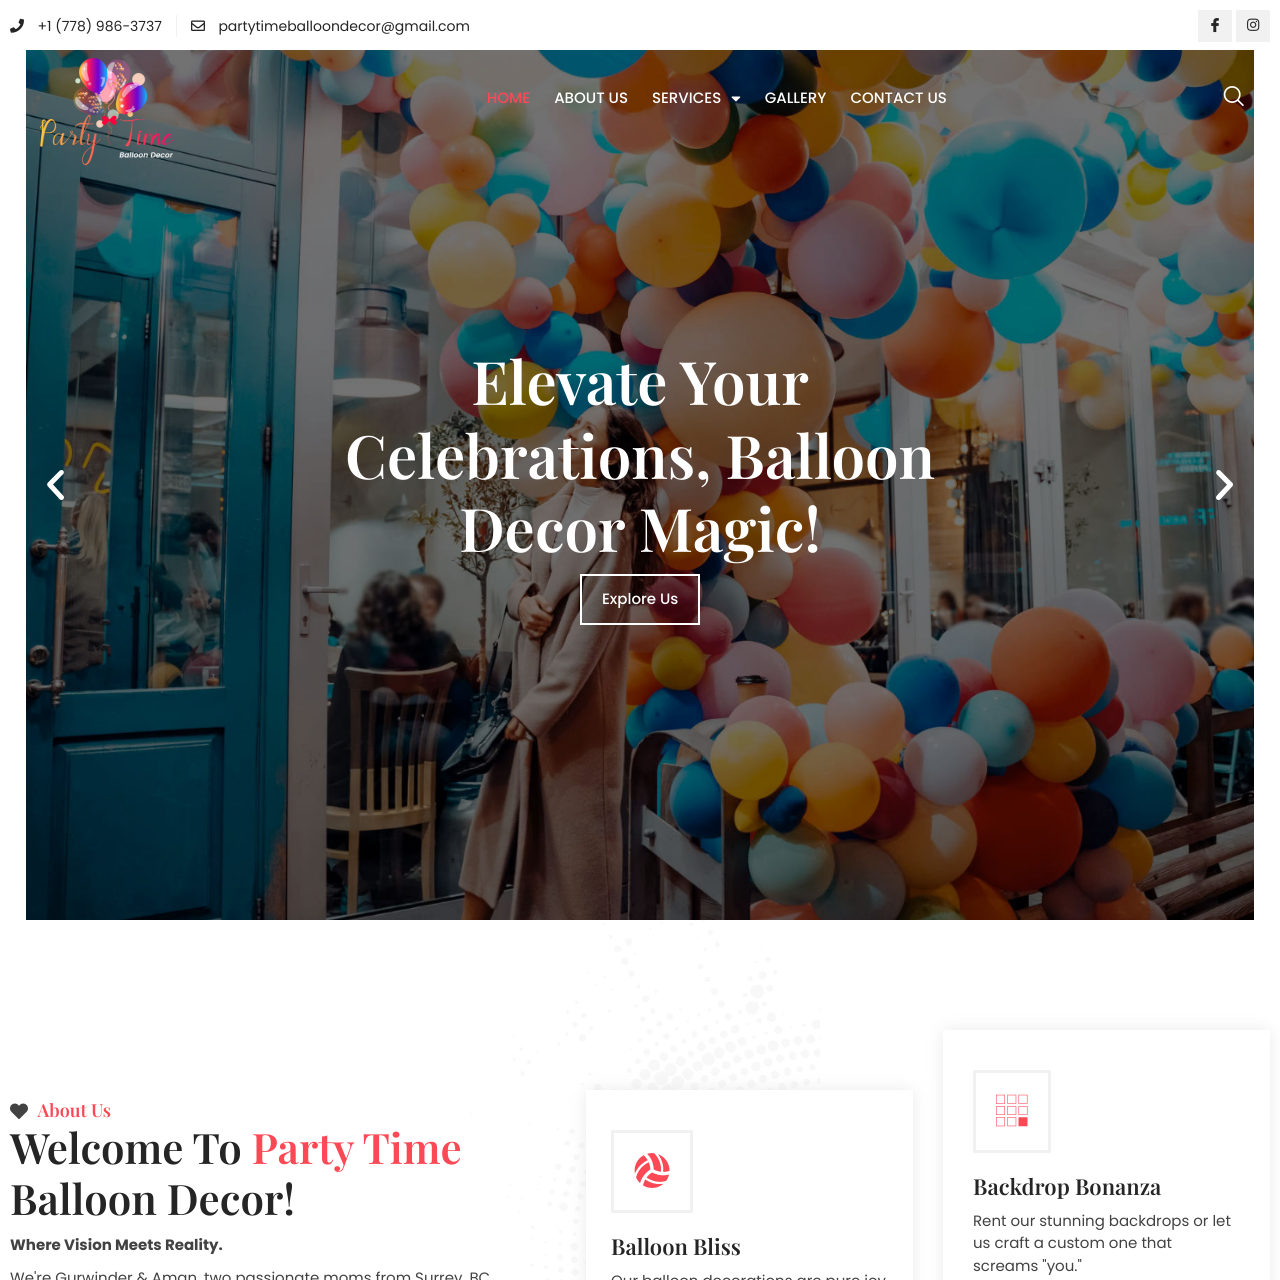 +1 (778) 986-3737
partytimeballoondecor@gmail.com
Party Time
Balloon Decor
HOME
ABOUT US
SERVICES
GALLERY
CONTACT US
Elevate Your
Celebrations, Balloon
Decor Magic!
Explore Us
About Us
Welcome To Party Time
Balloon Decor!
Where Vision Meets Reality.
We're Gurwinder & Aman, two passionate moms from Surrey, BC,
Balloon Bliss
Our balloon decorations are pure joy
Backdrop Bonanza
Rent our stunning backdrops or let
us craft a custom one that
screams "you."